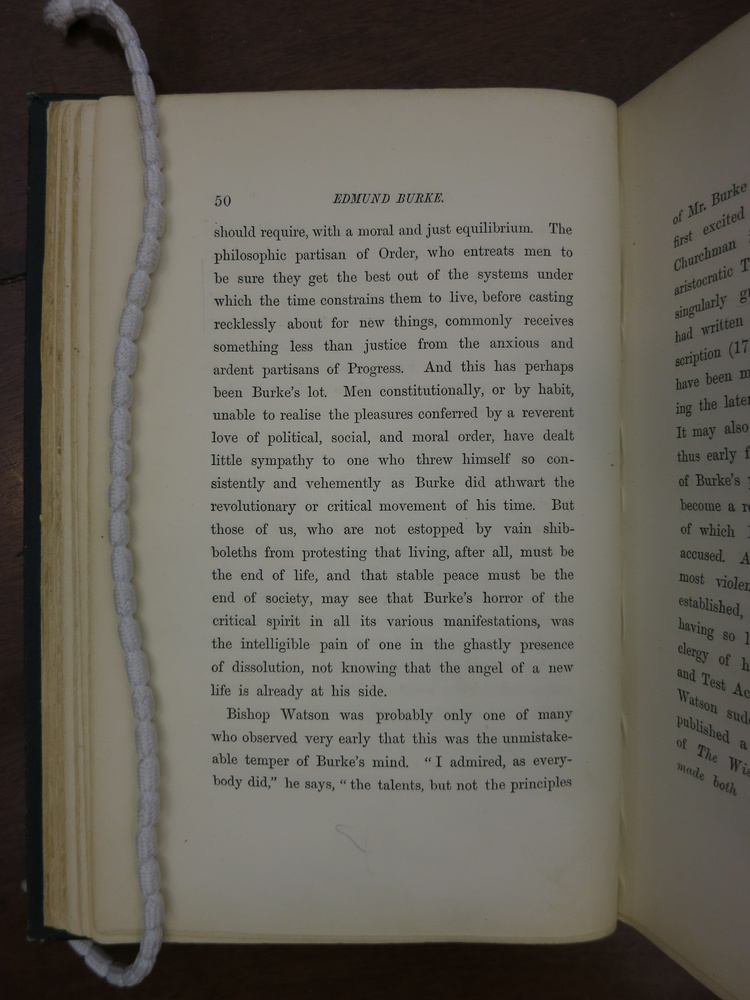 50 EDMUND BURKE.
should require, with a moral and just equilibrium. The
philosophic partisan of Order, who entreats men to
be sure they get the best out of the systems under
which the time constrains them to live, before casting
recklessly about for new things, commonly receives
something less than justice from the anxious and
ardent partisans of Progress. And this has perhaps
been Burke's lot. Men constitutionally, or by habit,
unable to realise the pleasures conferred by a reverent
love of political, social, and moral order, have dealt
little sympathy to one who threw himself so con-
sistently and vehemently as Burke did athwart the
revolutionary or critical movement of his time. But
those of us, who are not estopped by vain shib-
boleths from protesting that living, after all, must be
the end of life, and that stable peace must be the
end of society, may see that Burke's horror of the
critical spirit in all its various manifestations, was
the intelligible pain of one in the ghastly presence
of dissolution, not knowing that the angel of a new
life is already at his side.
Bishop Watson was probably only one of many
who observed very early that this was the unmistake-
able temper of Burke's mind. "I admired, as every-
body did," he says, "the talents, but not the principles
of Mr. Burke
first excited
Churchman
aristocratic
singularly
had written
scription (17
have been
ing the later
It may also
thus early
of Burke's
become a
of which
accused.
most violen
established,
having so
clergy of
and Test Ac
Watson
published a
of The
made both